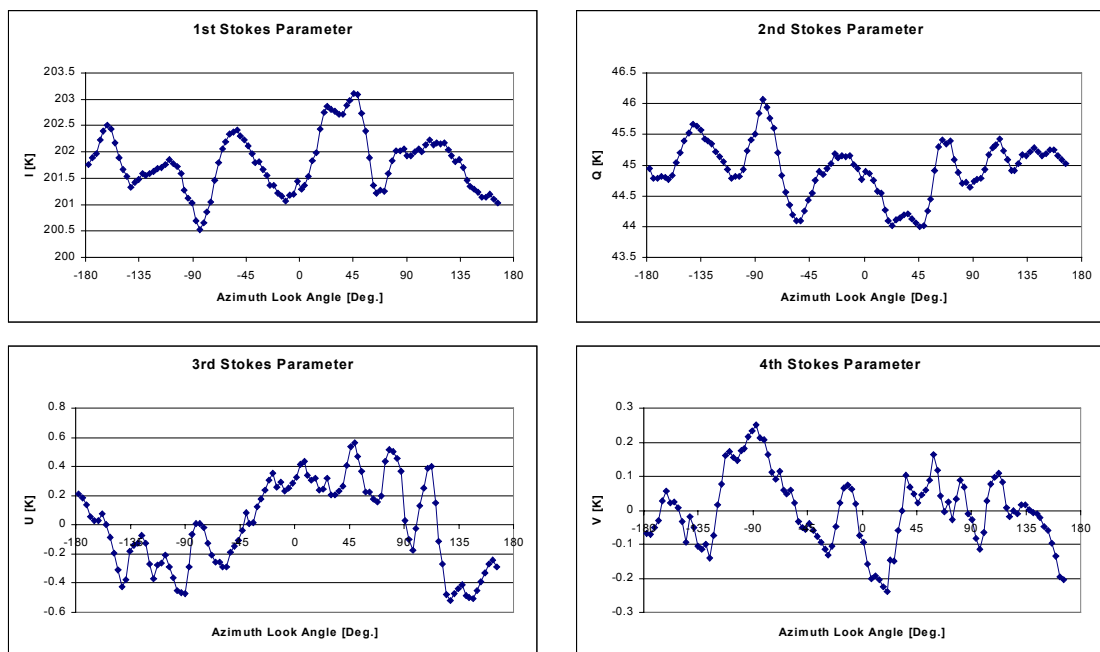 1st Stokes Parameter
203.5
203
202.5
202
201.5
201
200.5
200
I [K]
-180 -135 -90 -45 0 45 90 135 180
Azimuth Look Angle [Deg.]
2nd Stokes Parameter
46.5
46
45.5
45
44.5
44
43.5
Q [K]
-180 -135 -90 -45 0 45 90 135 180
Azimuth Look Angle [Deg.]
3rd Stokes Parameter
0.8
0.6
0.4
0.2
0
-0.2
-0.4
-0.6
U [K]
-180 -135 -90 -45 0 45 90 135 180
Azimuth Look Angle [Deg.]
4th Stokes Parameter
0.3
0.2
0.1
0
-0.1
-0.2
-0.3
V [K]
-180 -135 -90 -45 0 45 90 135 180
Azimuth Look Angle [Deg.]